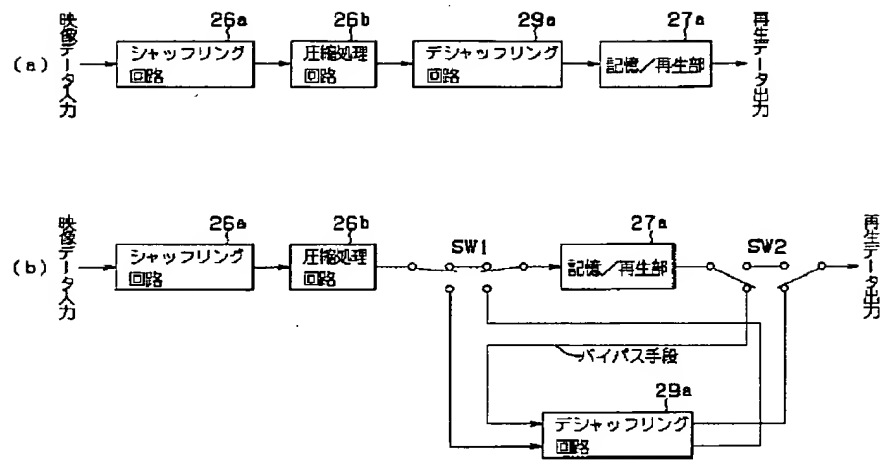 26a
26b
29a
27a
(a)
映像データ入力
シャッフリング
回路
圧縮処理
回路
デシャッフリング
回路
記憶／再生部
再生データ出力
26a
26b
SW1
27a
SW2
(b)
映像データ入力
シャッフリング
回路
圧縮処理
回路
記憶／再生部
再生データ出力
バイパス手段
29a
デシャッフリング
回路